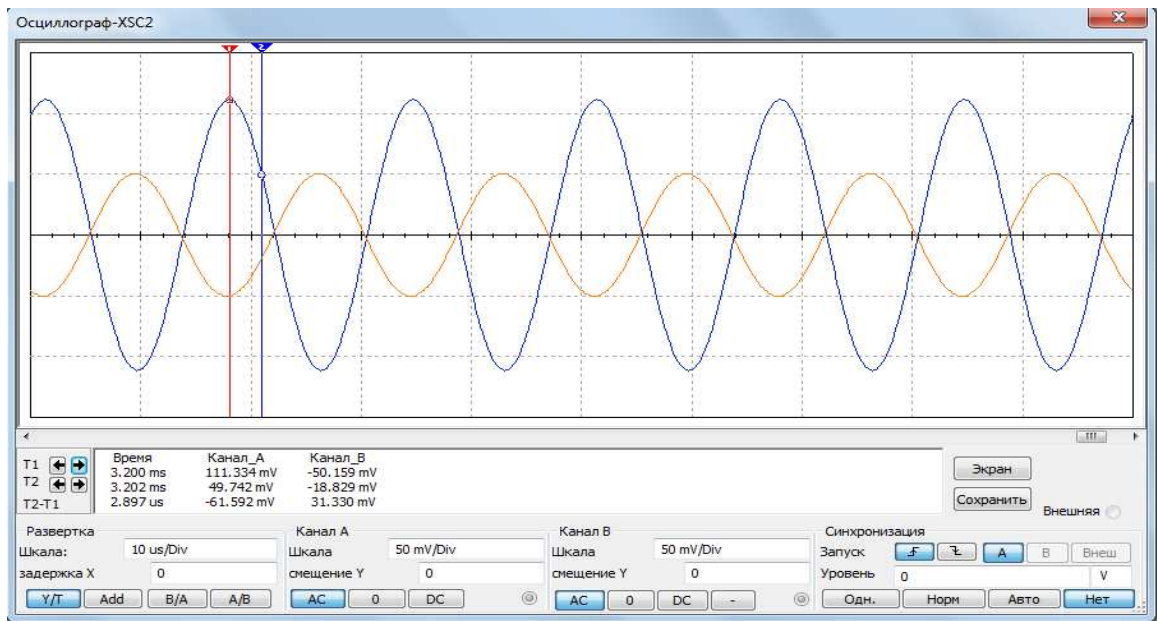 Осциллограф-XSC2
1 2
Время Канал_A Канал_B
T1 3.200 ms 111.334 mV -50.159 mV
T2 3.202 ms 49.742 mV -18.829 mV
T2-T1 2.897 us -61.592 mV 31.330 mV
Экран
Сохранить
Внешняя
Развертка Канал A Канал B Синхронизация
Шкала: 10 us/Div Шкала 50 mV/Div Шкала 50 mV/Div Запуск A B Внеш
задержка X 0 смещение Y 0 смещение Y 0 Уровень 0 V
Y/T Add B/A A/B AC 0 DC AC 0 DC - Одн. Норм Авто Нет